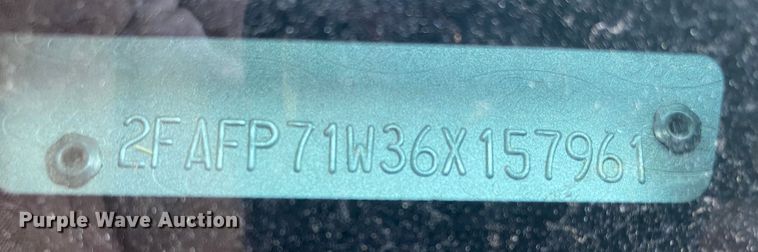 2FAFP71W36X157961
Purple Wave Auction